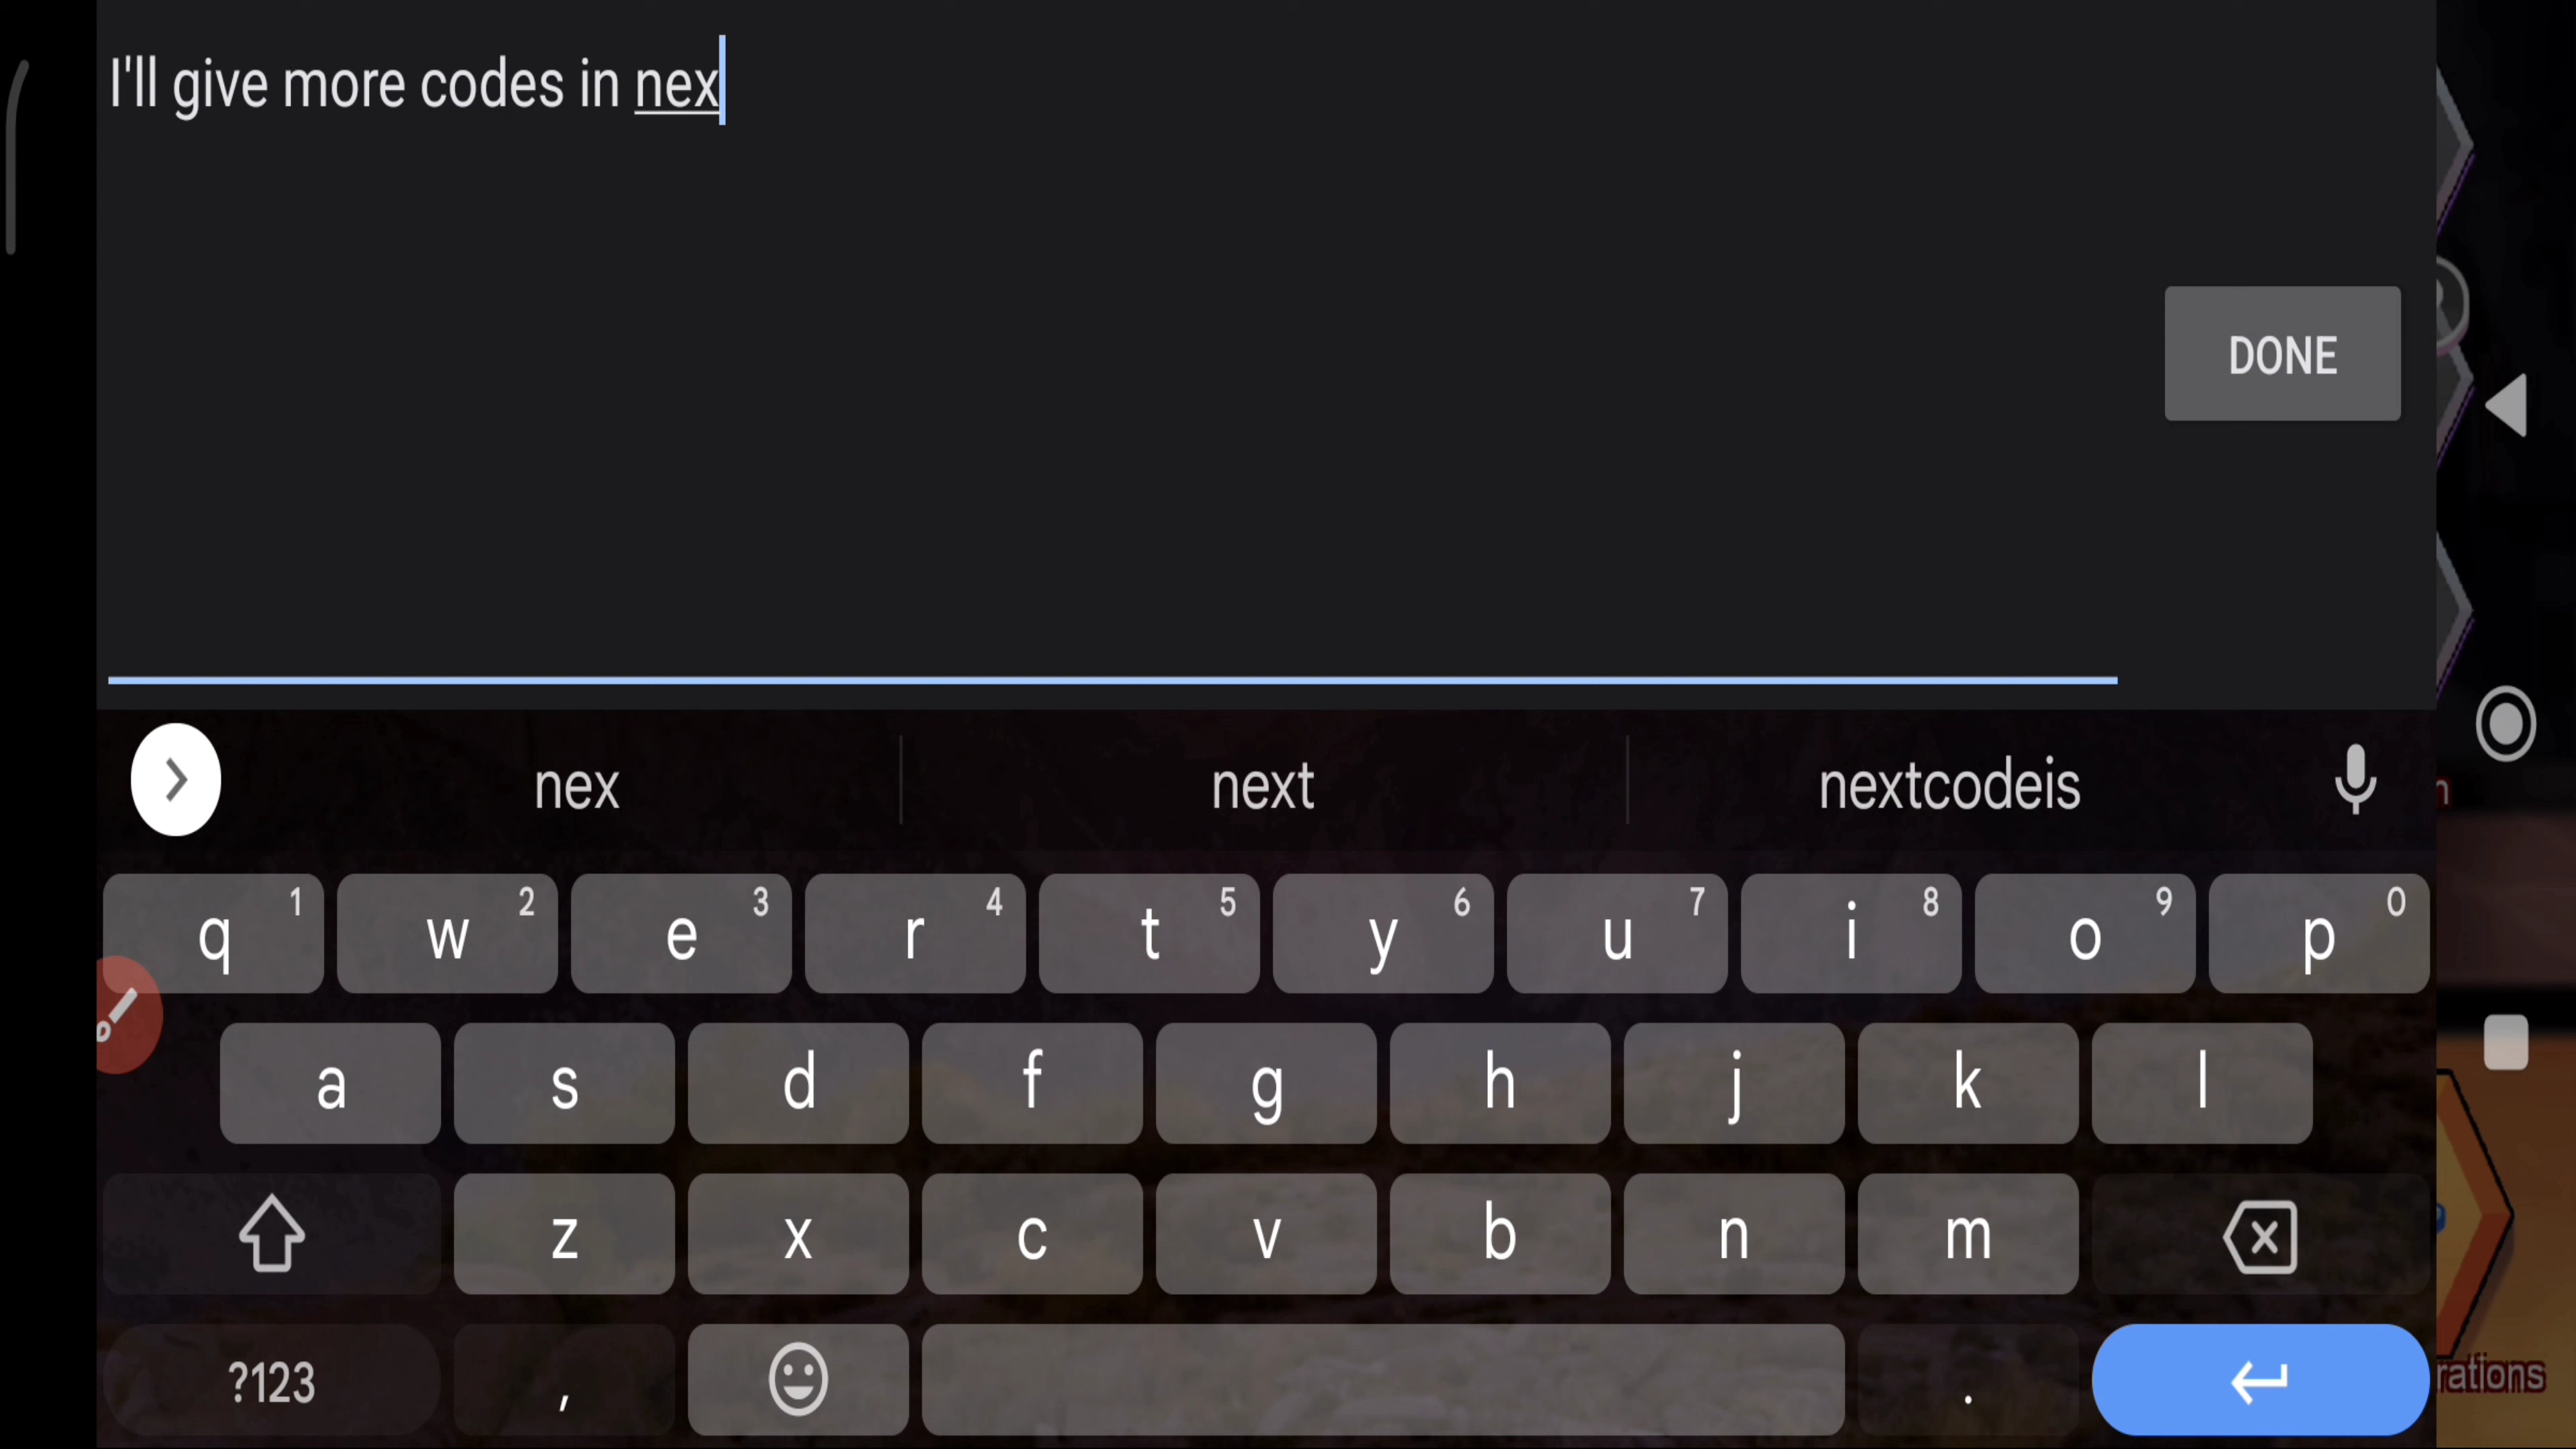 I'll give more codes in nex
DONE
nex next nextcodeis
q 1 w 2 e 3 r 4 t 5 y 6 u 7 i 8 o 9 p 0
a s d f g h j k l
z x c v b n m
?123 , .
rations